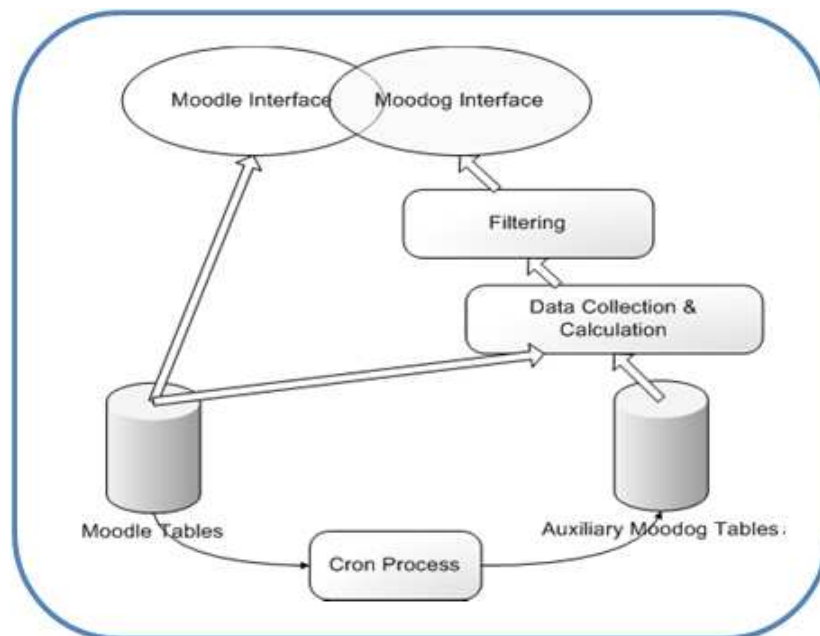 Moodle Interface
Moodog Interface
Filtering
Data Collection &
Calculation
Moodle Tables
Auxiliary Moodog Tables
Cron Process